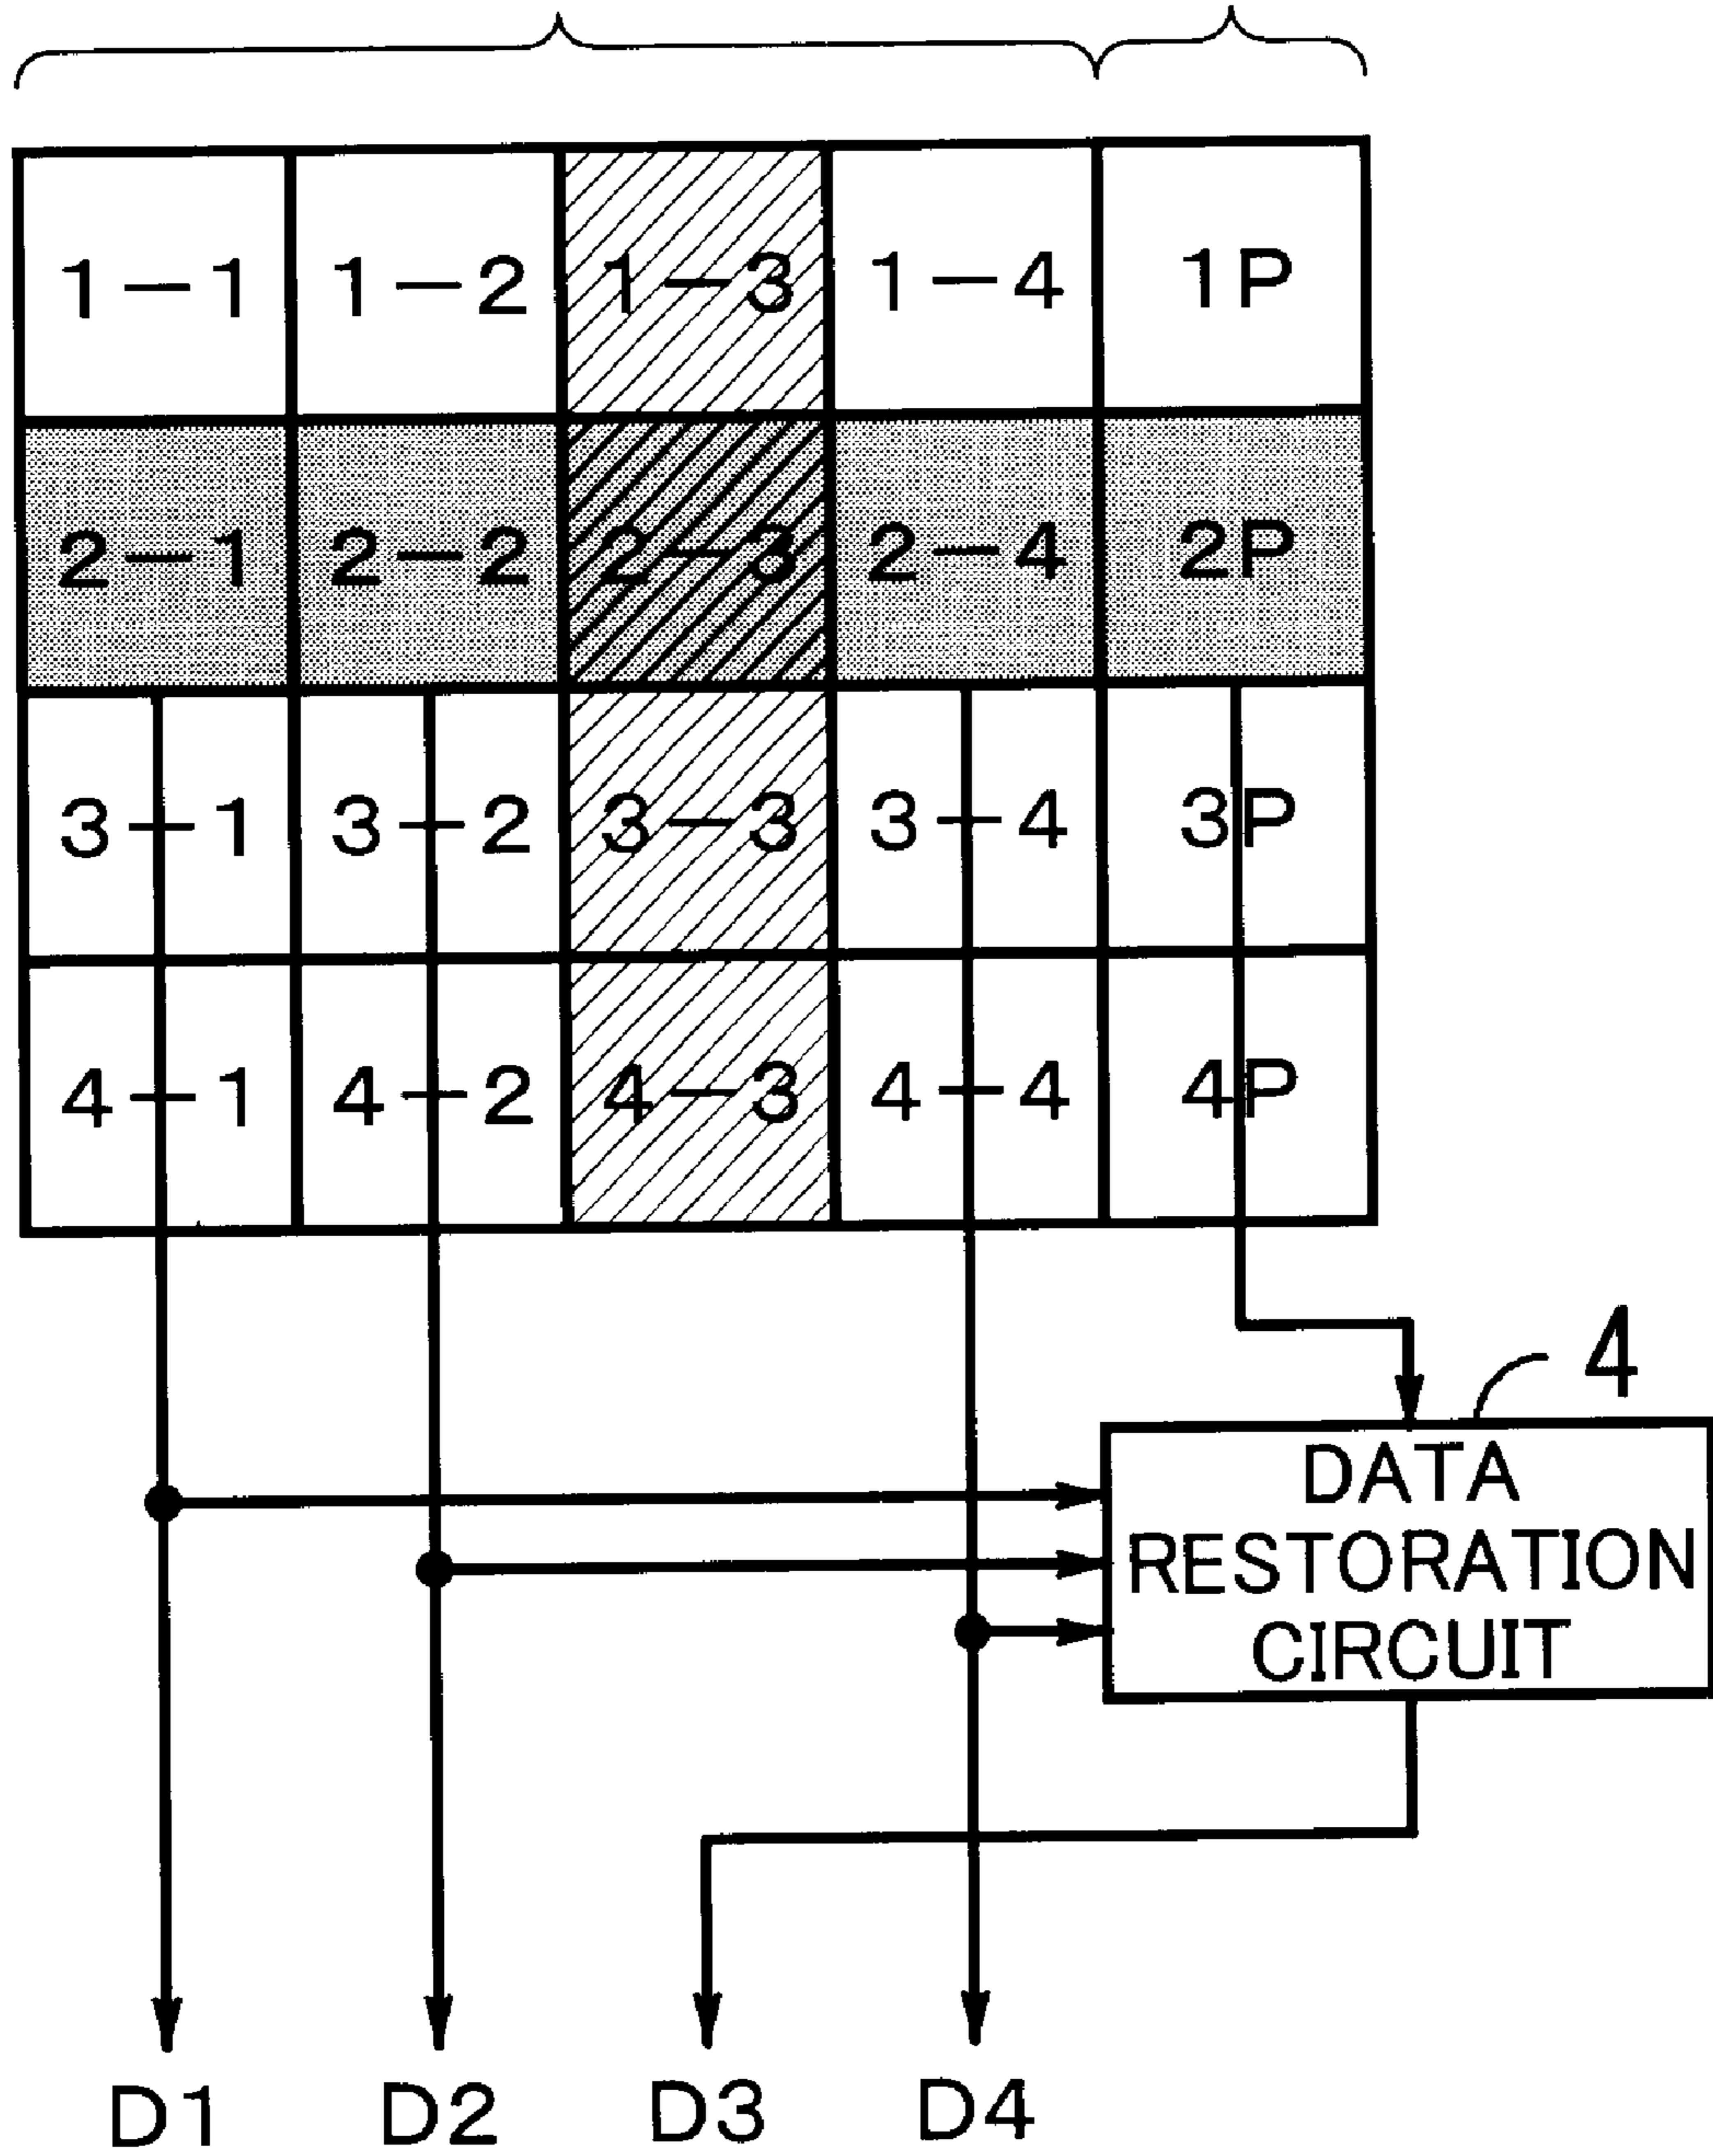 1-1 1-2 1-3 1-4 1P
2-1 2-2 2-3 2-4 2P
3-1 3-2 3-3 3-4 3P
4-1 4-2 4-3 4-4 4P
4
DATA
RESTORATION
CIRCUIT
D1 D2 D3 D4